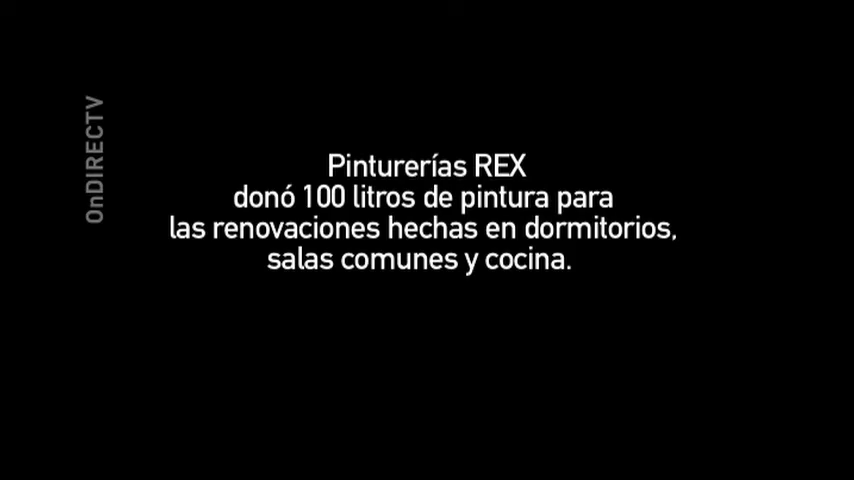 OnDIRECTV
Pinturerías REX
donó 100 litros de pintura para
las renovaciones hechas en dormitorios,
salas comunes y cocina.